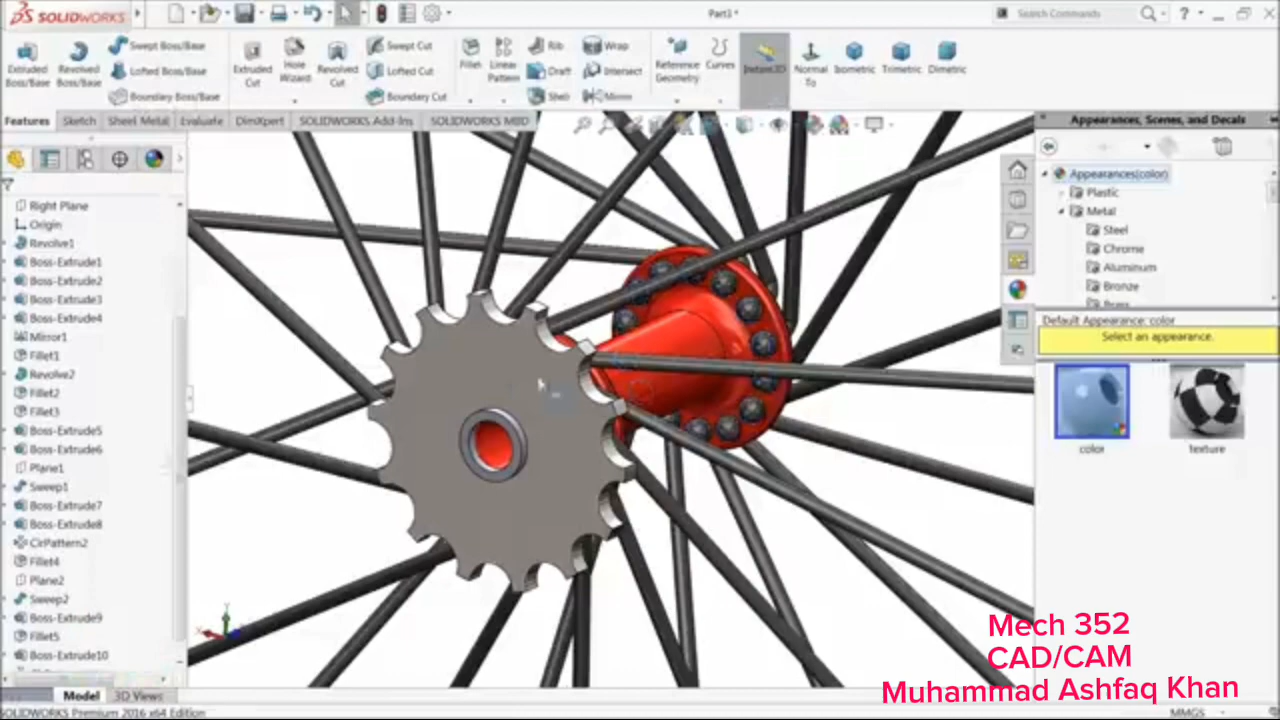 SOLIDWORKS
Part3 *
Search Commands
Extruded Boss/Base
Revolved Boss/Base
Swept Boss/Base
Lofted Boss/Base
Boundary Boss/Base
Extruded Cut
Hole Wizard
Revolved Cut
Swept Cut
Lofted Cut
Boundary Cut
Fillet
Linear Pattern
Rib
Draft
Shell
Wrap
Intersect
Mirror
Reference Geometry
Curves
Instant3D
Normal To
Isometric
Trimetric
Dimetric
Features
Sketch
Sheet Metal
Evaluate
DimXpert
SOLIDWORKS Add-Ins
SOLIDWORKS MBD
Right Plane
Origin
Revolve1
Boss-Extrude1
Boss-Extrude2
Boss-Extrude3
Boss-Extrude4
Mirror1
Fillet1
Revolve2
Fillet2
Fillet3
Boss-Extrude5
Boss-Extrude6
Plane1
Sweep1
Boss-Extrude7
Boss-Extrude8
CirPattern2
Fillet4
Plane2
Sweep2
Boss-Extrude9
Fillet5
Boss-Extrude10
Model
3D Views
SOLIDWORKS Premium 2016 x64 Edition
Appearances, Scenes, and Decals
Appearances(color)
Plastic
Metal
Steel
Chrome
Aluminum
Bronze
Default Appearance: color
Select an appearance.
color
texture
Mech 352
CAD/CAM
Muhammad Ashfaq Khan
MMGS